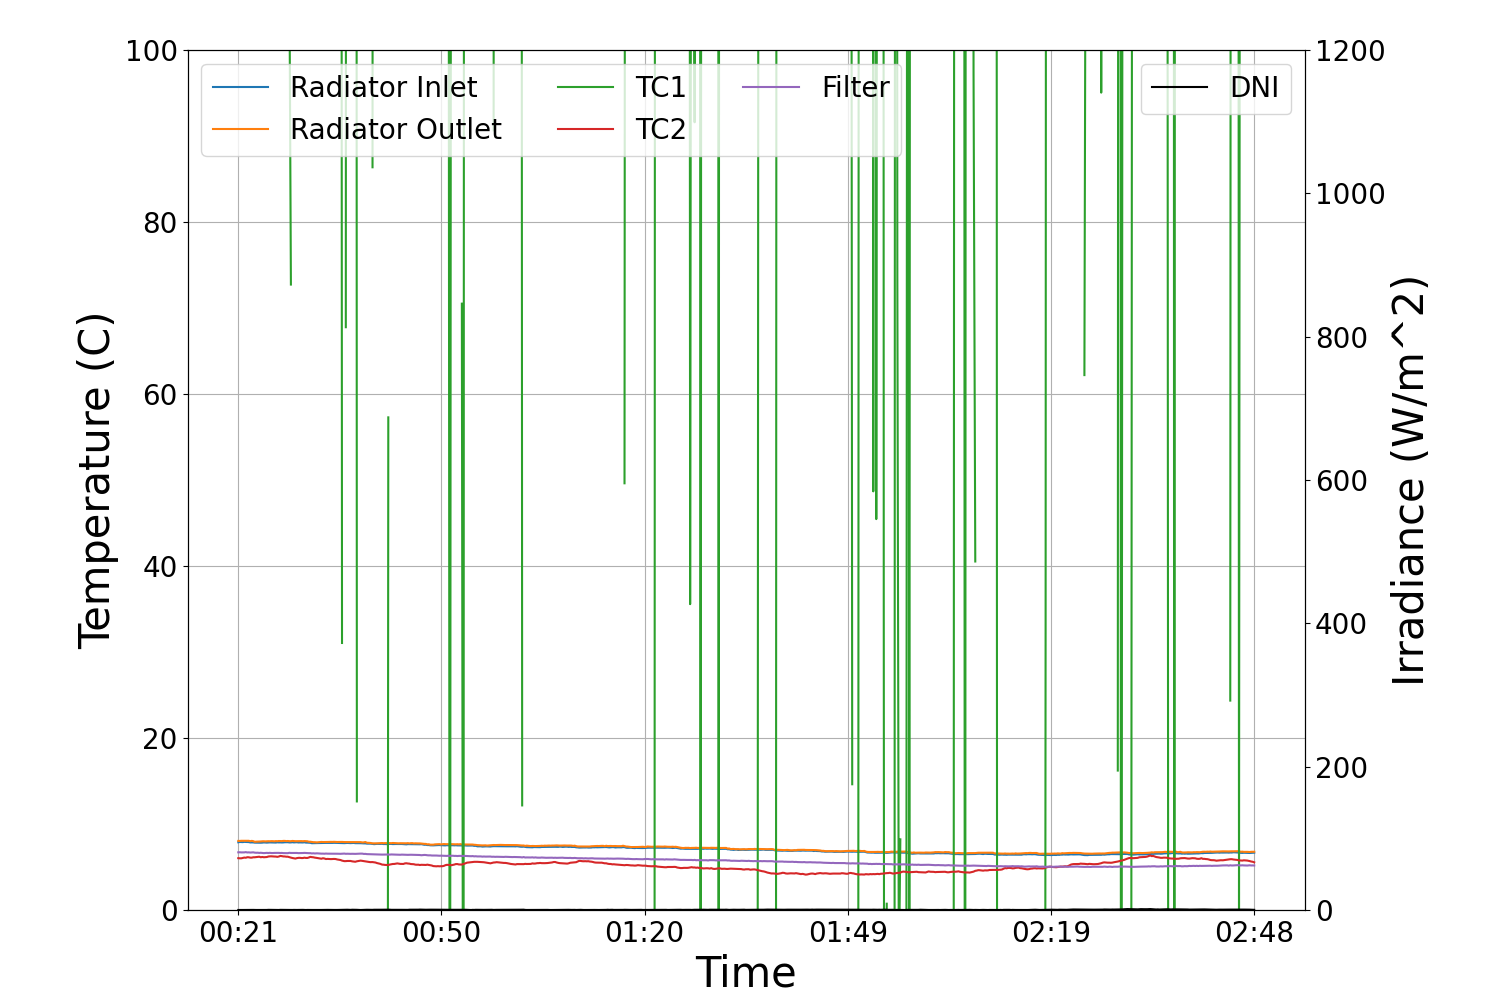 Temperature (C)
100
80
60
40
20
0
Radiator Inlet
Radiator Outlet
TC1
TC2
Filter
DNI
1200
1000
800
600
400
200
0
Irradiance (W/m^2)
00:21
00:50
01:20
01:49
02:19
02:48
Time